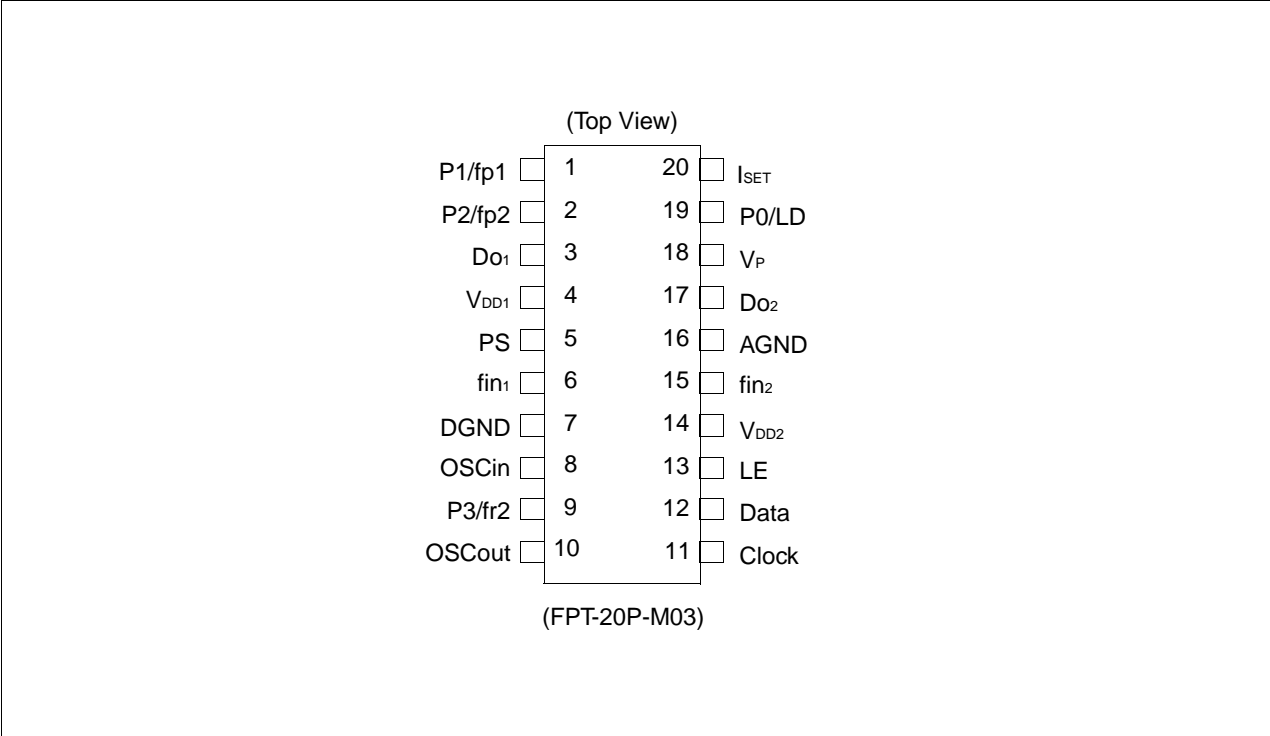 (Top View)
P1/fp1 1 20 ISET
P2/fp2 2 19 P0/LD
Do1 3 18 VP
VDD1 4 17 Do2
PS 5 16 AGND
fin1 6 15 fin2
DGND 7 14 VDD2
OSCin 8 13 LE
P3/fr2 9 12 Data
OSCout 10 11 Clock
(FPT-20P-M03)